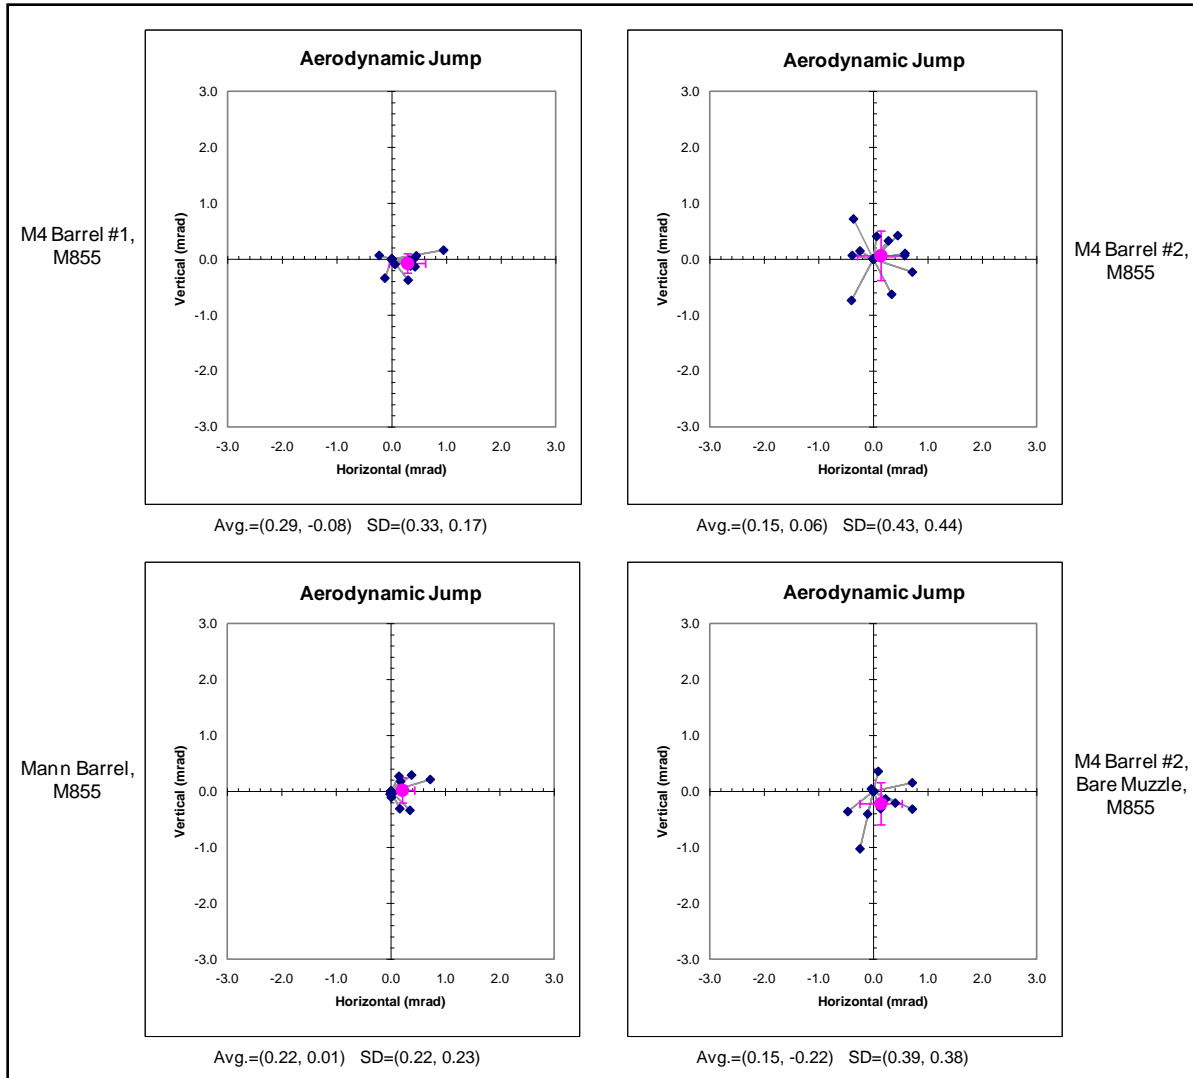 Aerodynamic Jump
3.0
2.0
1.0
0.0
-1.0
-2.0
-3.0
-3.0 -2.0 -1.0 0.0 1.0 2.0 3.0
Vertical (mrad)
Horizontal (mrad)
M4 Barrel #1,
M855
Avg.=(0.29, -0.08) SD=(0.33, 0.17)
Aerodynamic Jump
3.0
2.0
1.0
0.0
-1.0
-2.0
-3.0
-3.0 -2.0 -1.0 0.0 1.0 2.0 3.0
Vertical (mrad)
Horizontal (mrad)
M4 Barrel #2,
M855
Avg.=(0.15, 0.06) SD=(0.43, 0.44)
Aerodynamic Jump
3.0
2.0
1.0
0.0
-1.0
-2.0
-3.0
-3.0 -2.0 -1.0 0.0 1.0 2.0 3.0
Vertical (mrad)
Horizontal (mrad)
Mann Barrel,
M855
Avg.=(0.22, 0.01) SD=(0.22, 0.23)
Aerodynamic Jump
3.0
2.0
1.0
0.0
-1.0
-2.0
-3.0
-3.0 -2.0 -1.0 0.0 1.0 2.0 3.0
Vertical (mrad)
Horizontal (mrad)
M4 Barrel #2,
Bare Muzzle,
M855
Avg.=(0.15, -0.22) SD=(0.39, 0.38)